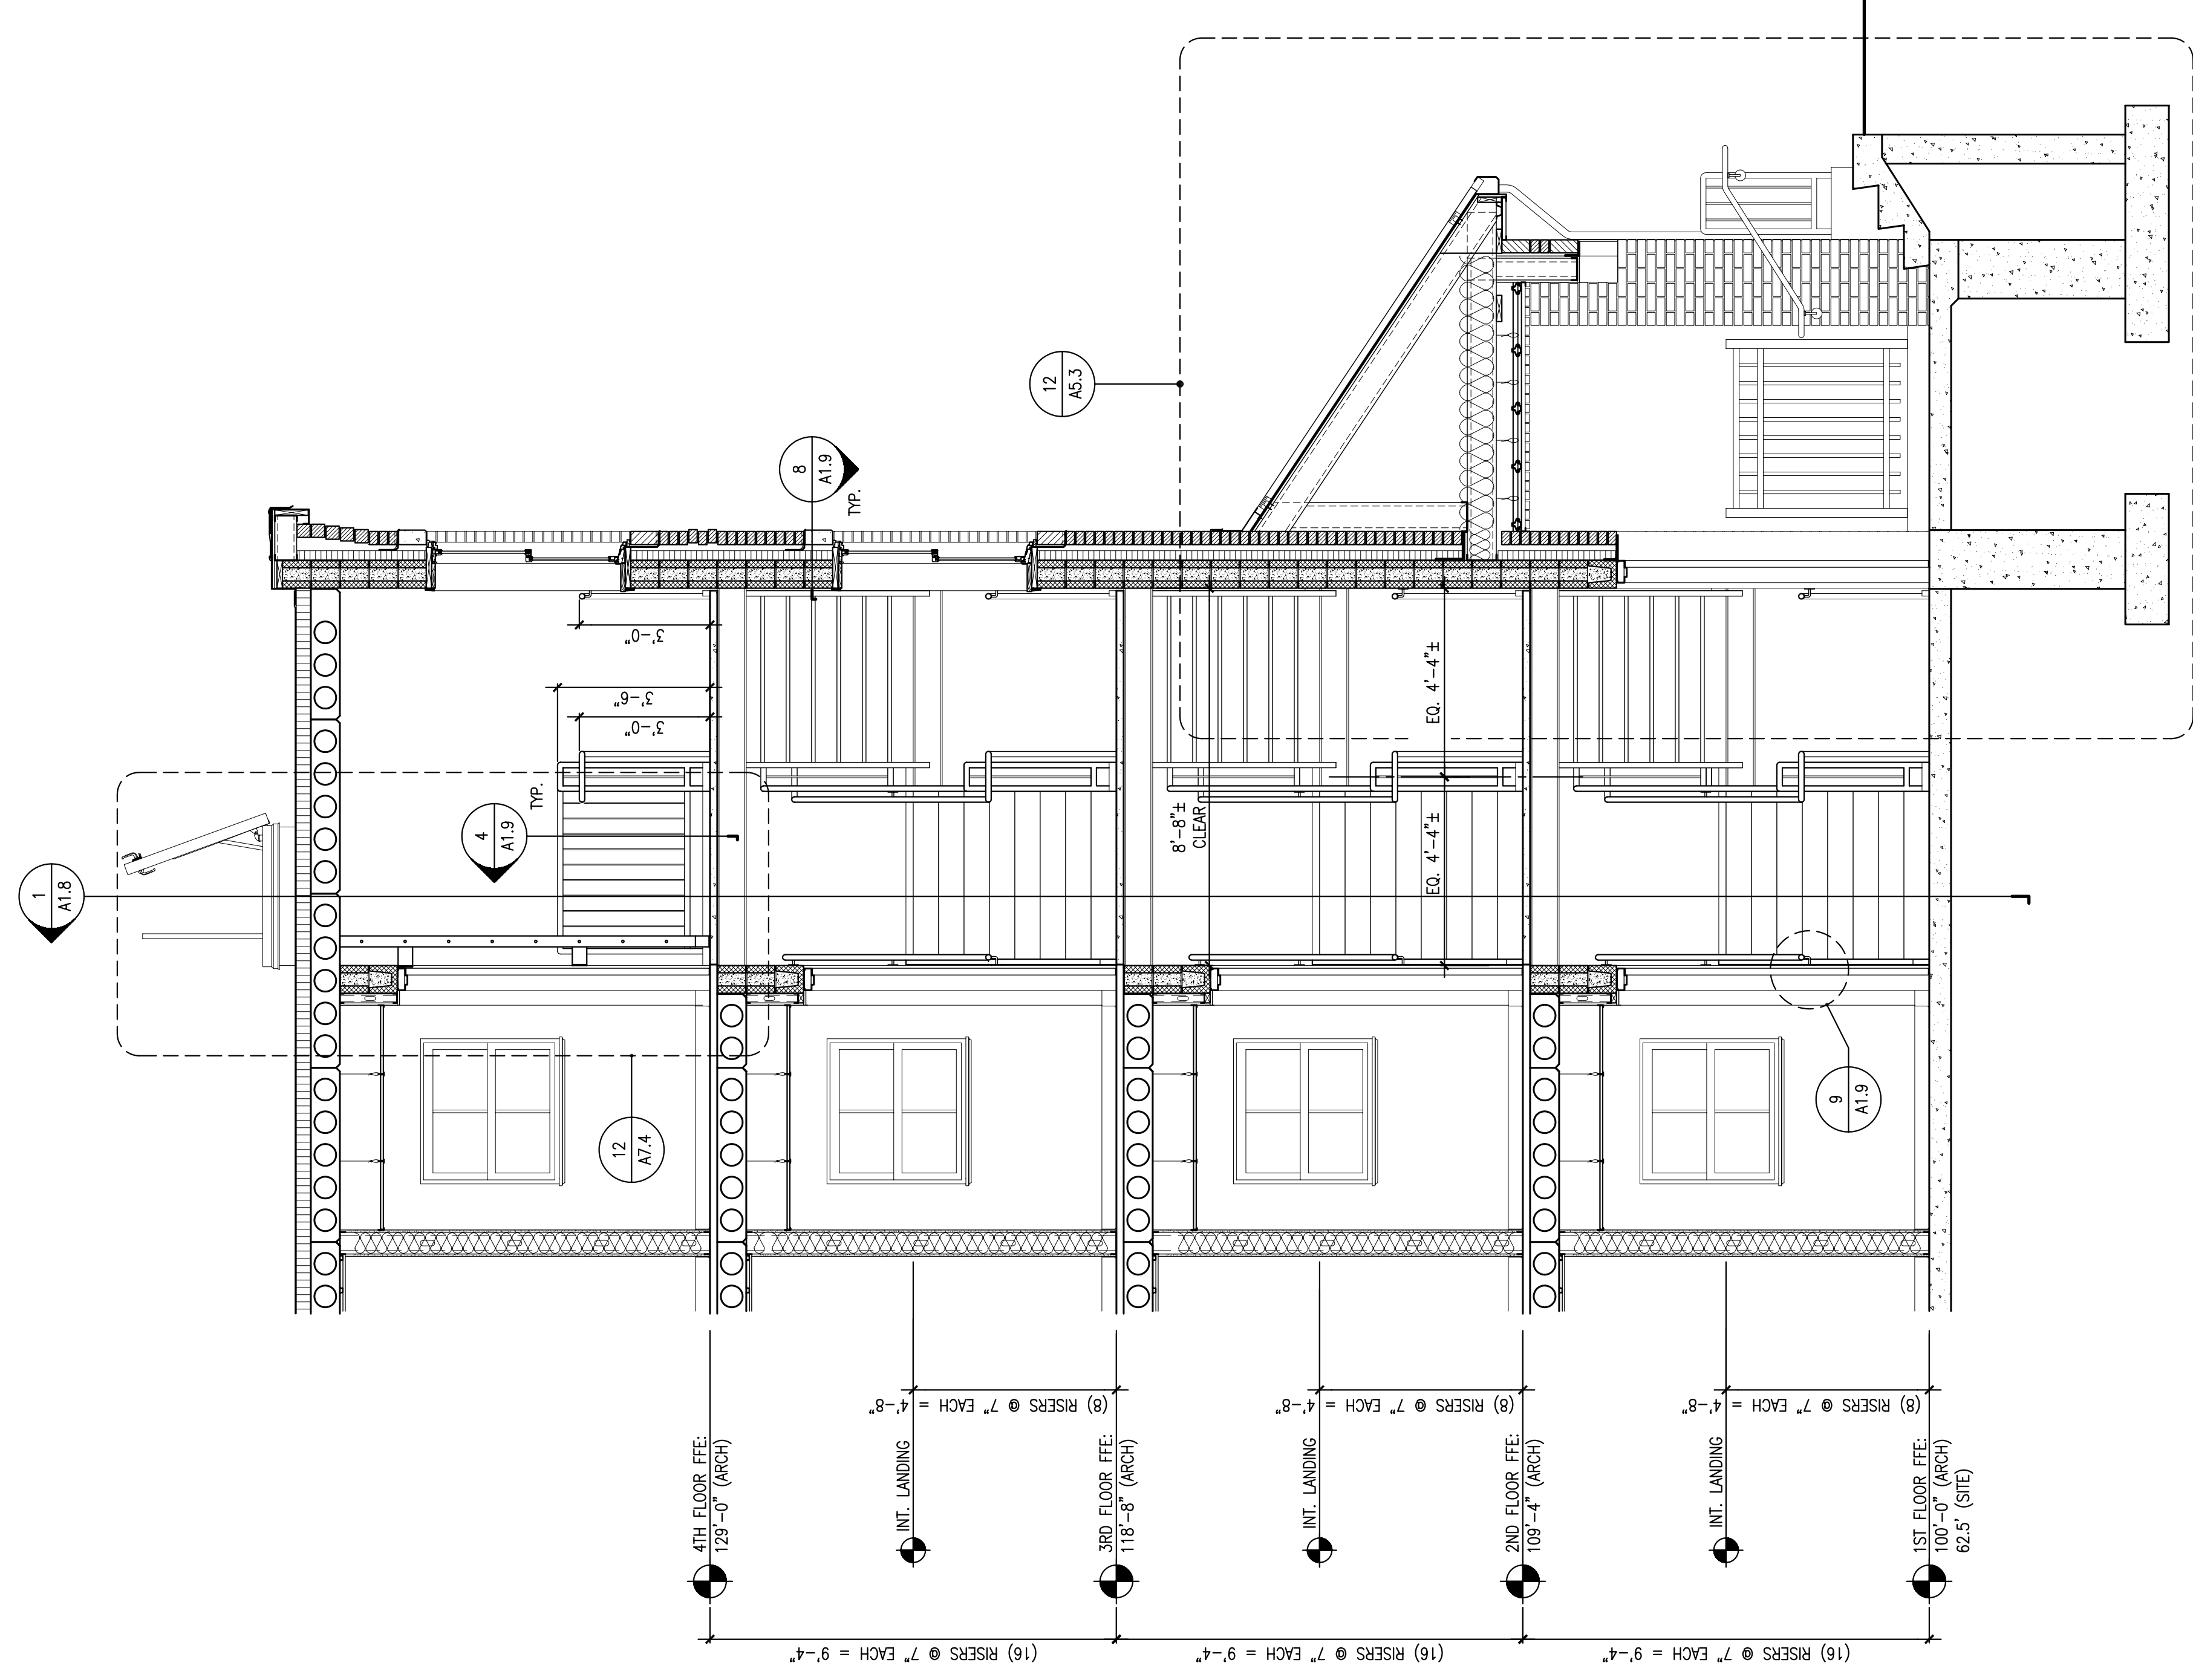 1
A1.8
12
A5.3
8
A1.9
TYP.
3'-0"
3'-6"
3'-0"
TYP.
4
A1.9
8'-8"±
CLEAR
EQ. 4'-4"±
EQ. 4'-4"±
12
A7.4
9
A1.9
(8) RISERS @ 7" EACH = 4'-8"
(8) RISERS @ 7" EACH = 4'-8"
(8) RISERS @ 7" EACH = 4'-8"
4TH FLOOR FFE:
129'-0" (ARCH)
INT. LANDING
3RD FLOOR FFE:
118'-8" (ARCH)
INT. LANDING
2ND FLOOR FFE:
109'-4" (ARCH)
INT. LANDING
1ST FLOOR FFE:
100'-0" (ARCH)
62.5' (SITE)
(16) RISERS @ 7" EACH = 9'-4"
(16) RISERS @ 7" EACH = 9'-4"
(16) RISERS @ 7" EACH = 9'-4"